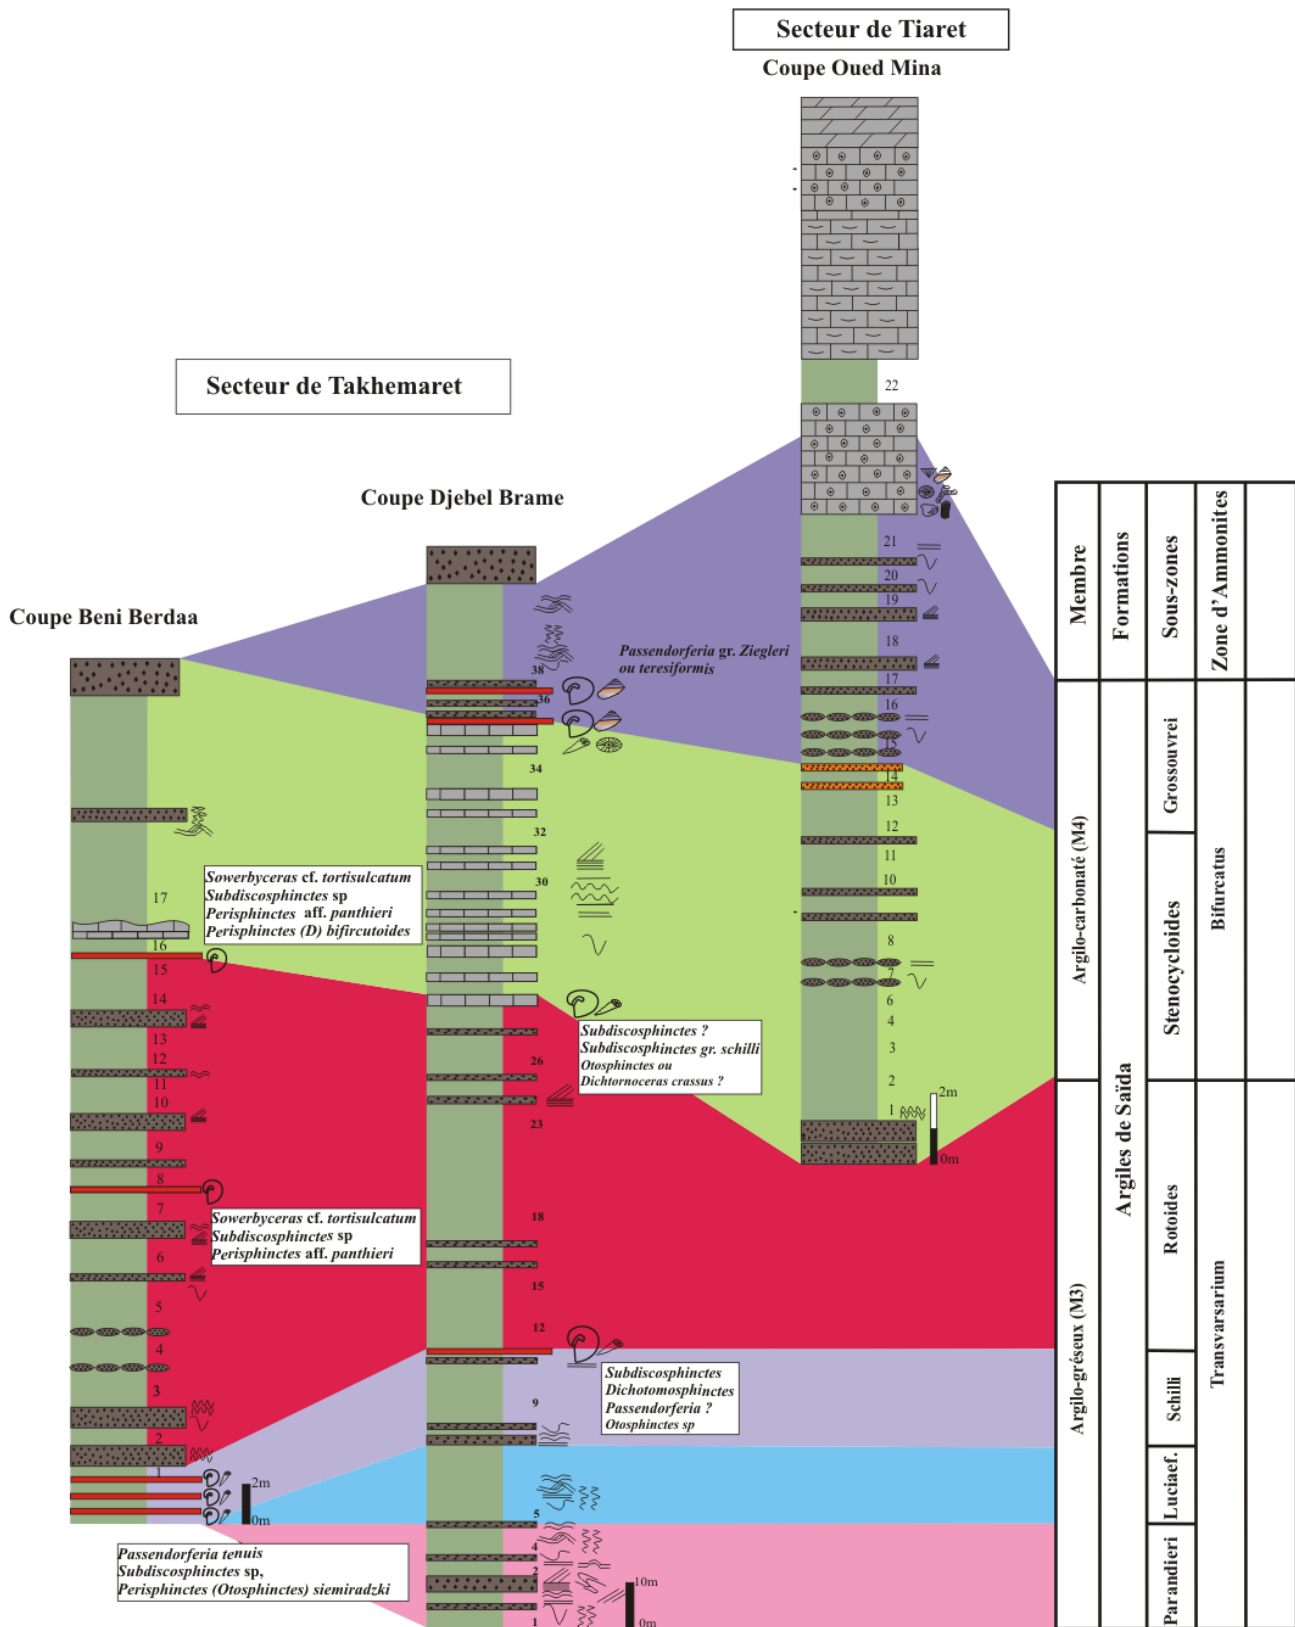 Secteur de Tiaret
Coupe Oued Mina
22
Secteur de Takhemaret
Coupe Djebel Brame
Coupe Beni Berdaa
21
20
19
18
17
16
15
14
13
12
11
10
8
7
6
4
3
2
1
2m
0m
Passendorferia gr. Ziegleri
ou teresiformis
38
36
34
32
30
26
23
18
15
12
9
5
4
2
1
10m
0m
17
16
15
14
13
12
11
10
9
8
7
6
5
4
3
2
1
2m
0m
Sowerbyceras cf. tortisulcatum
Subdiscosphinctes sp
Perisphinctes aff. panthieri
Perisphinctes (D) bifircutoides
Subdiscosphinctes ?
Subdiscosphinctes gr. schilli
Otosphinctes ou
Dichtornoceras crassus ?
Sowerbyceras cf. tortisulcatum
Subdiscosphinctes sp
Perisphinctes aff. panthieri
Subdiscosphinctes
Dichotomosphinctes
Passendorferia ?
Otosphinctes sp
Passendorferia tenuis
Subdiscosphinctes sp,
Perisphinctes (Otosphinctes) siemiradzki
Membre
Formations
Sous-zones
Zone d'Ammonites
Argilo-carbonaté (M4)
Argilo-gréseux (M3)
Argiles de Saïda
Grossouvrei
Stenocycloides
Rotoides
Schilli
Luciaef.
Parandieri
Bifurcatus
Transvarsarium